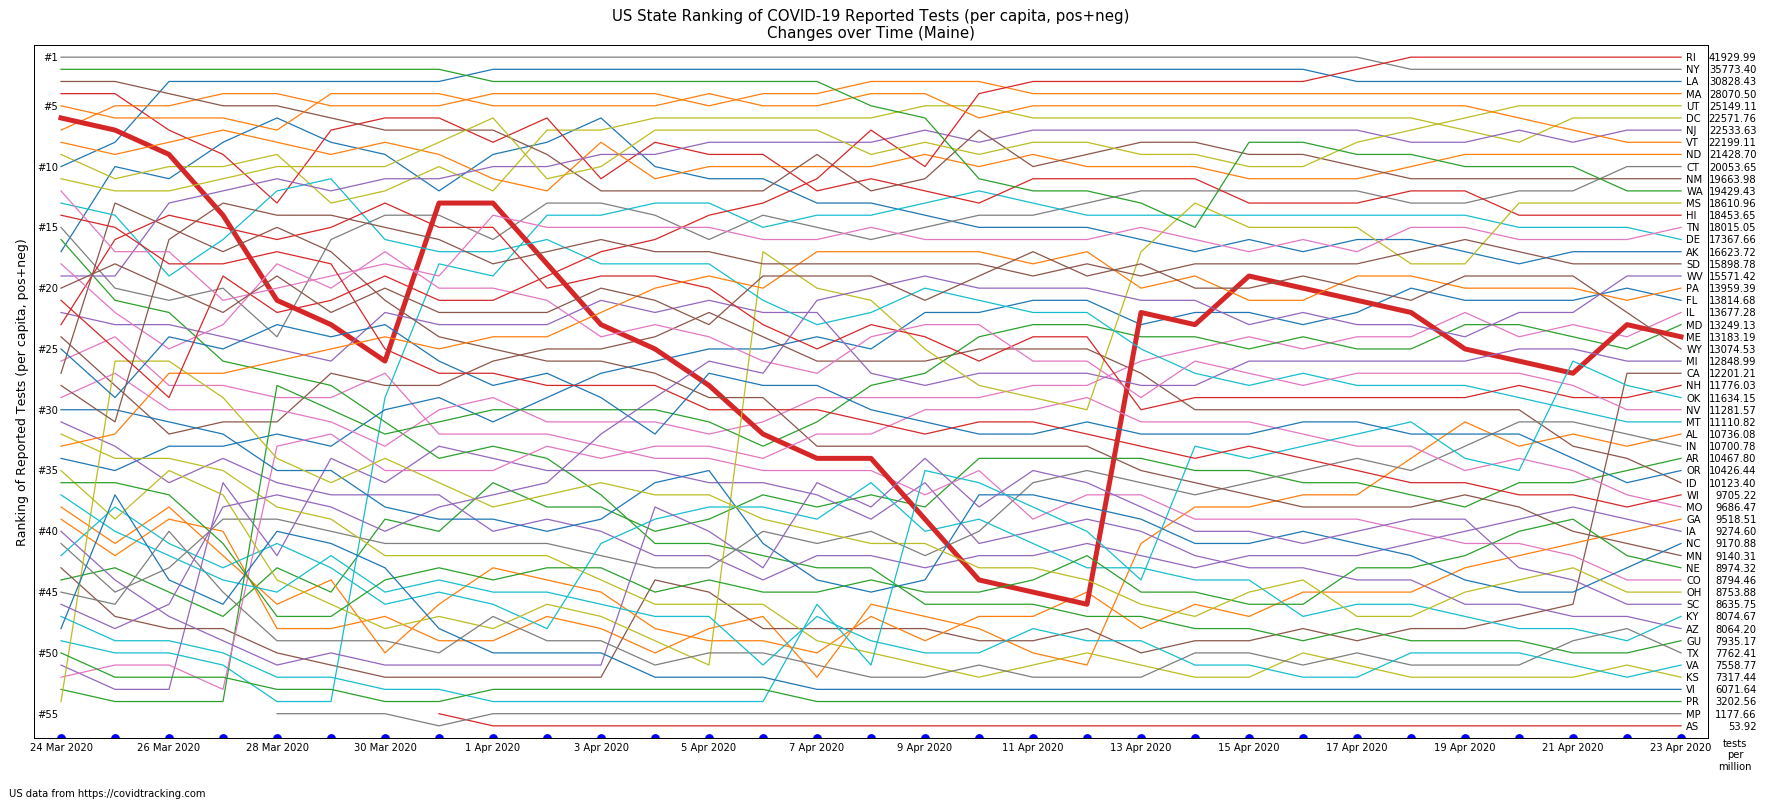 US State Ranking of COVID-19 Reported Tests (per capita, pos+neg)
Changes over Time (Maine)
Ranking of Reported Tests (per capita, pos+neg)
#1
#5
#10
#15
#20
#25
#30
#35
#40
#45
#50
#55
RI 41929.99
NY 35773.40
LA 30828.43
MA 28070.50
UT 25149.11
DC 22571.76
NJ 22533.63
VT 22199.11
ND 21428.70
CT 20053.65
NM 19663.98
WA 19429.43
MS 18610.96
HI 18453.65
TN 18015.05
DE 17367.66
AK 16623.72
SD 15898.78
WV 15571.42
PA 13959.39
FL 13814.68
IL 13677.28
MD 13249.13
ME 13183.19
WY 13074.53
MI 12848.99
CA 12201.21
NH 11776.03
OK 11634.15
NV 11281.57
MT 11110.82
AL 10736.08
IN 10700.78
AR 10467.80
OR 10426.44
ID 10123.40
WI 9705.22
MO 9686.47
GA 9518.51
IA 9274.60
NC 9170.88
MN 9140.31
NE 8974.32
CO 8794.46
OH 8753.88
SC 8635.75
KY 8074.67
AZ 8064.20
GU 7935.17
TX 7762.41
VA 7558.77
KS 7317.44
VI 6071.64
PR 3202.56
MP 1177.66
AS 53.92
24 Mar 2020 26 Mar 2020 28 Mar 2020 30 Mar 2020 1 Apr 2020 3 Apr 2020 5 Apr 2020 7 Apr 2020 9 Apr 2020 11 Apr 2020 13 Apr 2020 15 Apr 2020 17 Apr 2020 19 Apr 2020 21 Apr 2020 23 Apr 2020
tests
per
million
US data from https://covidtracking.com